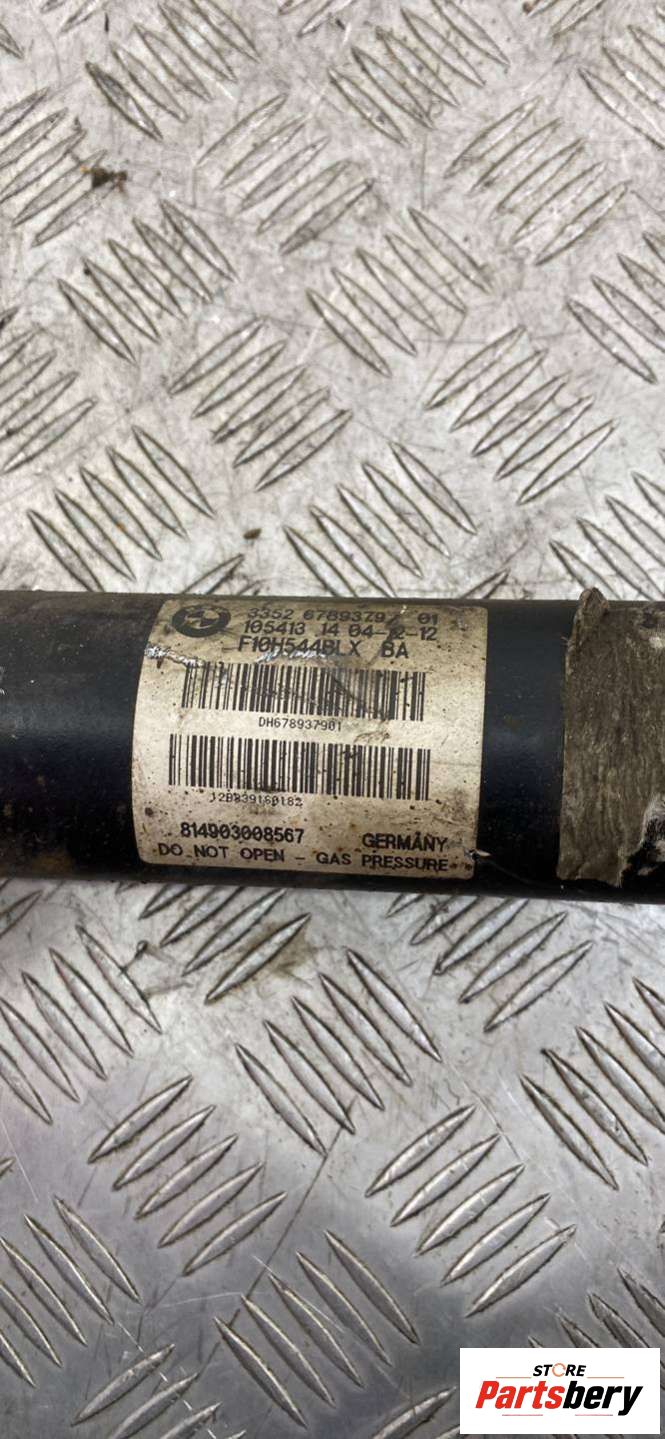 3352 6789379 01
105413 14 04-12-12
F10H544BLX BA
DH678937901
12B839160182
814903008567 GERMANY
DO NOT OPEN - GAS PRESSURE
STORE
Partsbery